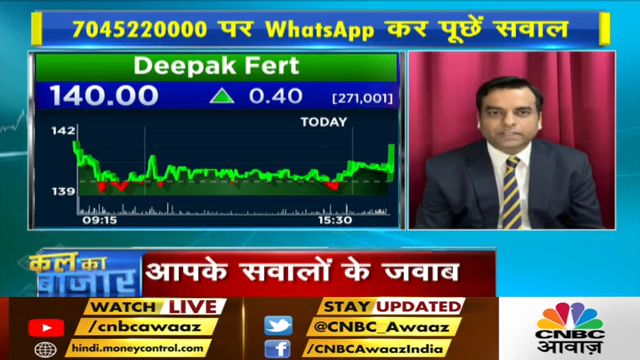 7045220000 पर WhatsApp कर पूछें सवाल
Deepak Fert
140.00 0.40 [271,001]
TODAY
142
139
09:15 15:30
कल का
बाज़ार
आपके सवालों के जवाब
WATCH LIVE
/cnbcawaaz
hindi.moneycontrol.com
STAY UPDATED
@CNBC_Awaaz
/CNBCAwaazIndia
CNBC
आवाज़